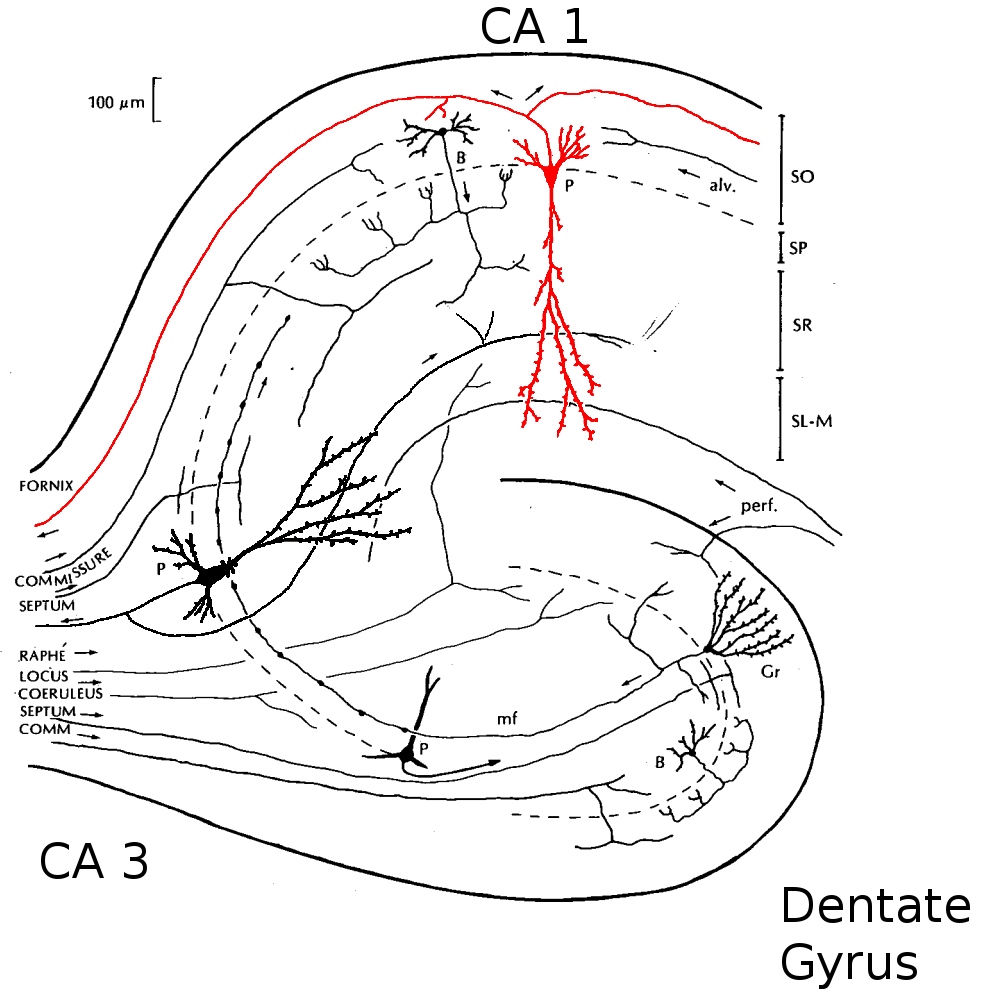 CA 1
100 μm
SO
B
P
alv.
SP
SR
SL-M
FORNIX
perf.
COMMISSURE
P
SEPTUM
RAPHÉ
LOCUS
COERULEUS
SEPTUM
COMM
Gr
mf
P
B
CA 3
Dentate
Gyrus